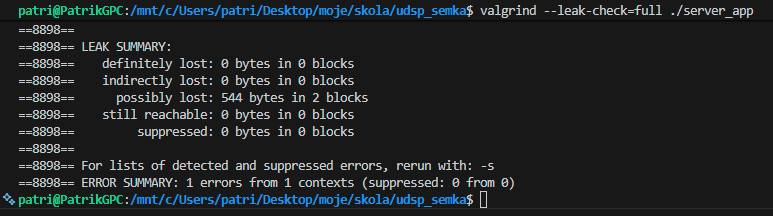 patri@PatrikGPC:/mnt/c/Users/patri/Desktop/moje/skola/udsp_semka$ valgrind --leak-check=full ./server_app
==8898==
==8898== LEAK SUMMARY:
==8898==    definitely lost: 0 bytes in 0 blocks
==8898==    indirectly lost: 0 bytes in 0 blocks
==8898==      possibly lost: 544 bytes in 2 blocks
==8898==    still reachable: 0 bytes in 0 blocks
==8898==         suppressed: 0 bytes in 0 blocks
==8898==
==8898== For lists of detected and suppressed errors, rerun with: -s
==8898== ERROR SUMMARY: 1 errors from 1 contexts (suppressed: 0 from 0)
patri@PatrikGPC:/mnt/c/Users/patri/Desktop/moje/skola/udsp_semka$